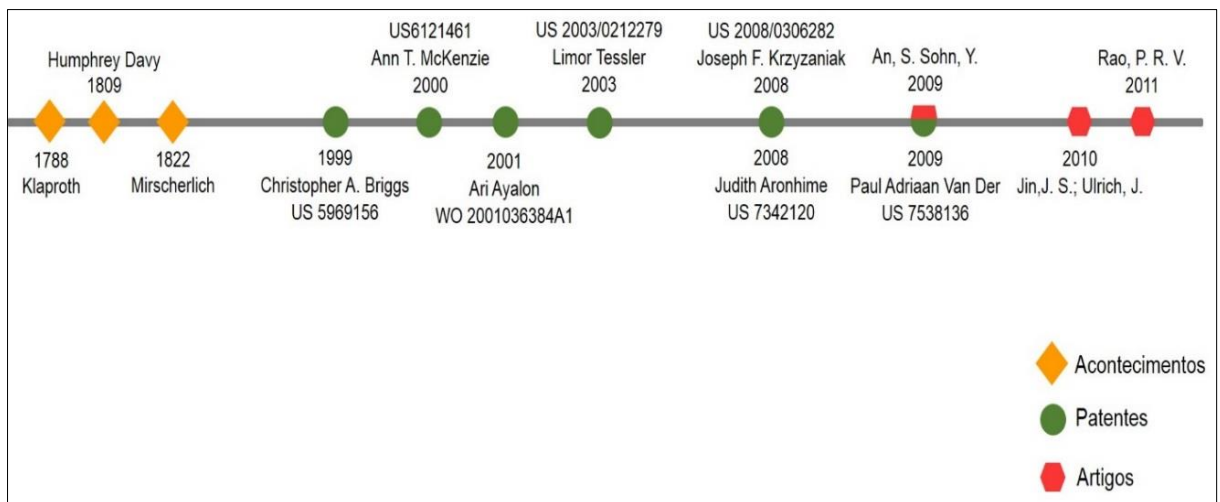 Humphrey Davy
1809
US6121461
Ann T. McKenzie
2000
US 2003/0212279
Limor Tessler
2003
US 2008/0306282
Joseph F. Krzyzaniak
2008
An, S. Sohn, Y.
2009
Rao, P. R. V.
2011
1788
Klaproth
1822
Mirscherlich
1999
Christopher A. Briggs
US 5969156
2001
Ari Ayalon
WO 2001036384A1
2008
Judith Aronhime
US 7342120
2009
Paul Adriaan Van Der
US 7538136
2010
Jin,J. S.; Ulrich, J.
Acontecimentos
Patentes
Artigos